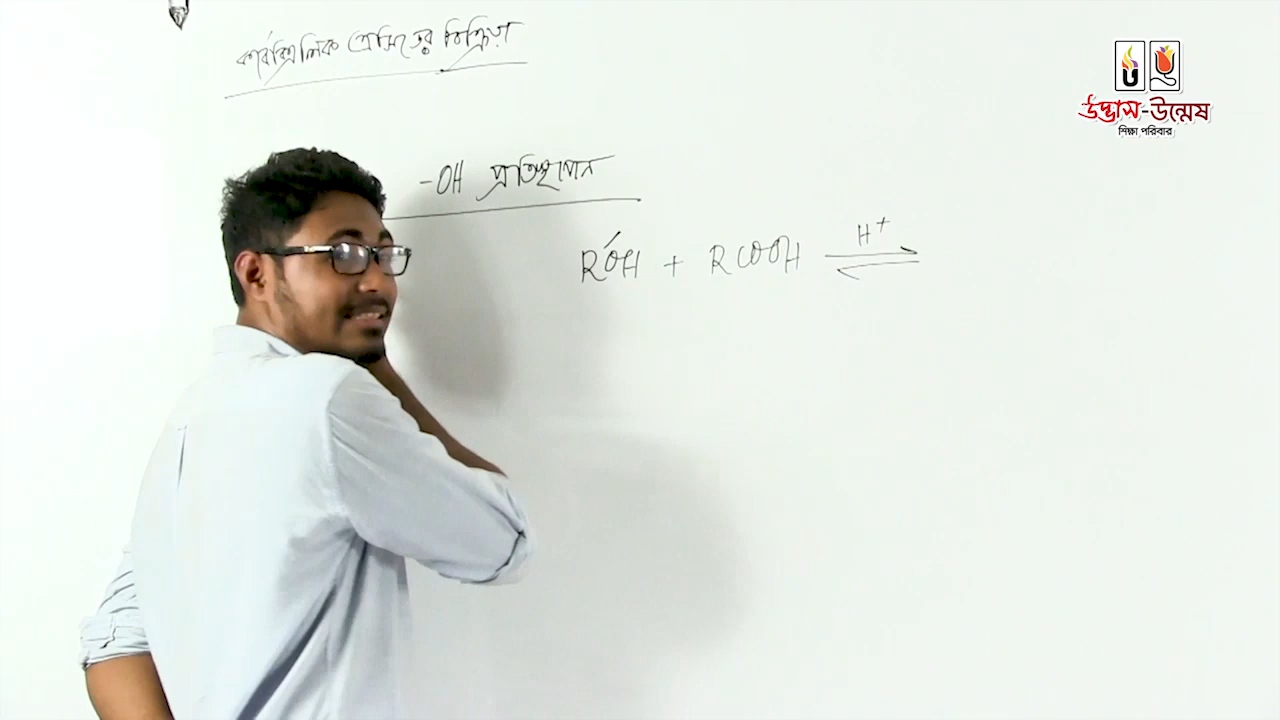 কার্বক্সিলিক এসিডের বিক্রিয়া
-OH প্রতিস্থাপন
R'OH + RCOOH ⇌ H⁺
উদ্ভাস-উন্মেষ
শিক্ষা পরিবার